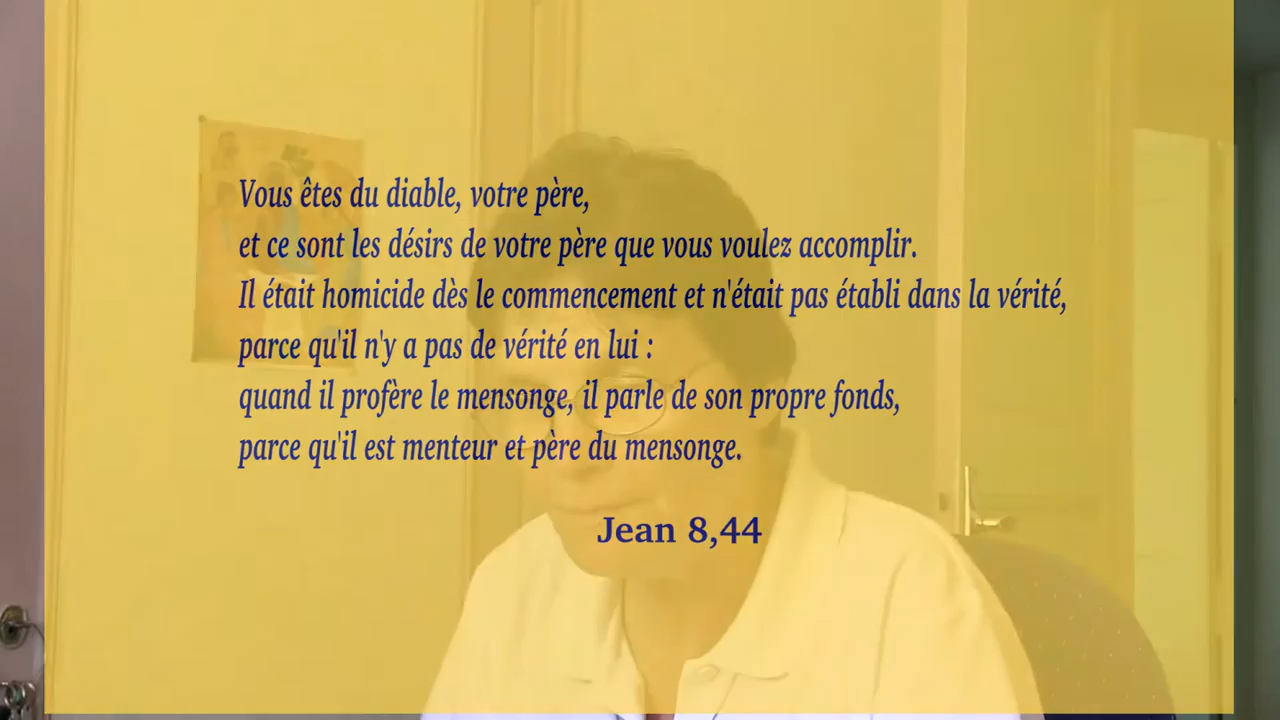 Vous êtes du diable, votre père,
et ce sont les désirs de votre père que vous voulez accomplir.
Il était homicide dès le commencement et n'était pas établi dans la vérité,
parce qu'il n'y a pas de vérité en lui :
quand il profère le mensonge, il parle de son propre fonds,
parce qu'il est menteur et père du mensonge.
Jean 8,44